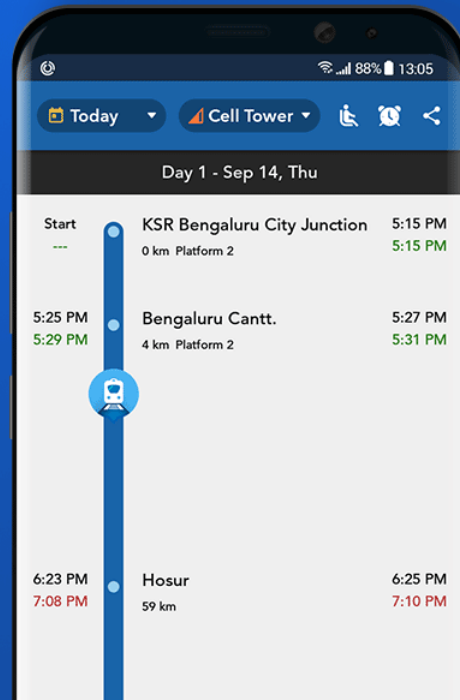 88% 13:05
Today Cell Tower
Day 1 - Sep 14, Thu
Start KSR Bengaluru City Junction 5:15 PM
--- 0 km Platform 2 5:15 PM
5:25 PM Bengaluru Cantt. 5:27 PM
5:29 PM 4 km Platform 2 5:31 PM
6:23 PM Hosur 6:25 PM
7:08 PM 59 km 7:10 PM